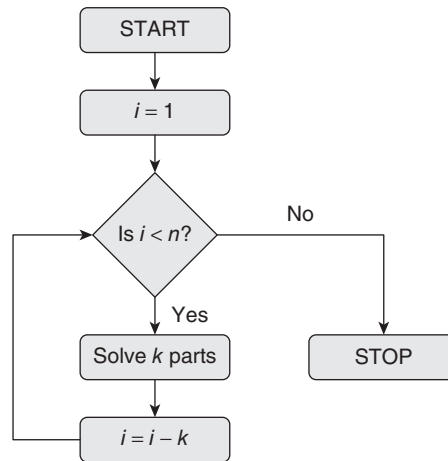 START
i = 1
Is i < n?
No
Yes
Solve k parts
STOP
i = i – k